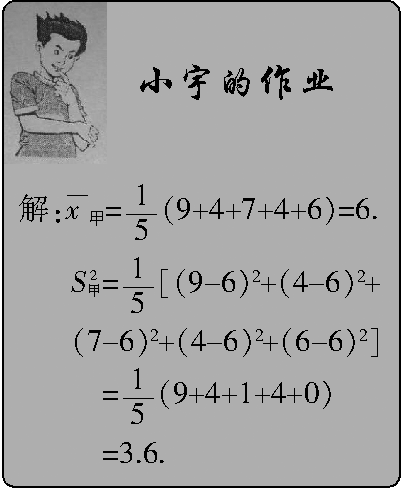 小宇的作业
解:x̄甲=1/5(9+4+7+4+6)=6.
S²甲=1/5[(9-6)²+(4-6)²+
(7-6)²+(4-6)²+(6-6)²]
=1/5(9+4+1+4+0)
=3.6.